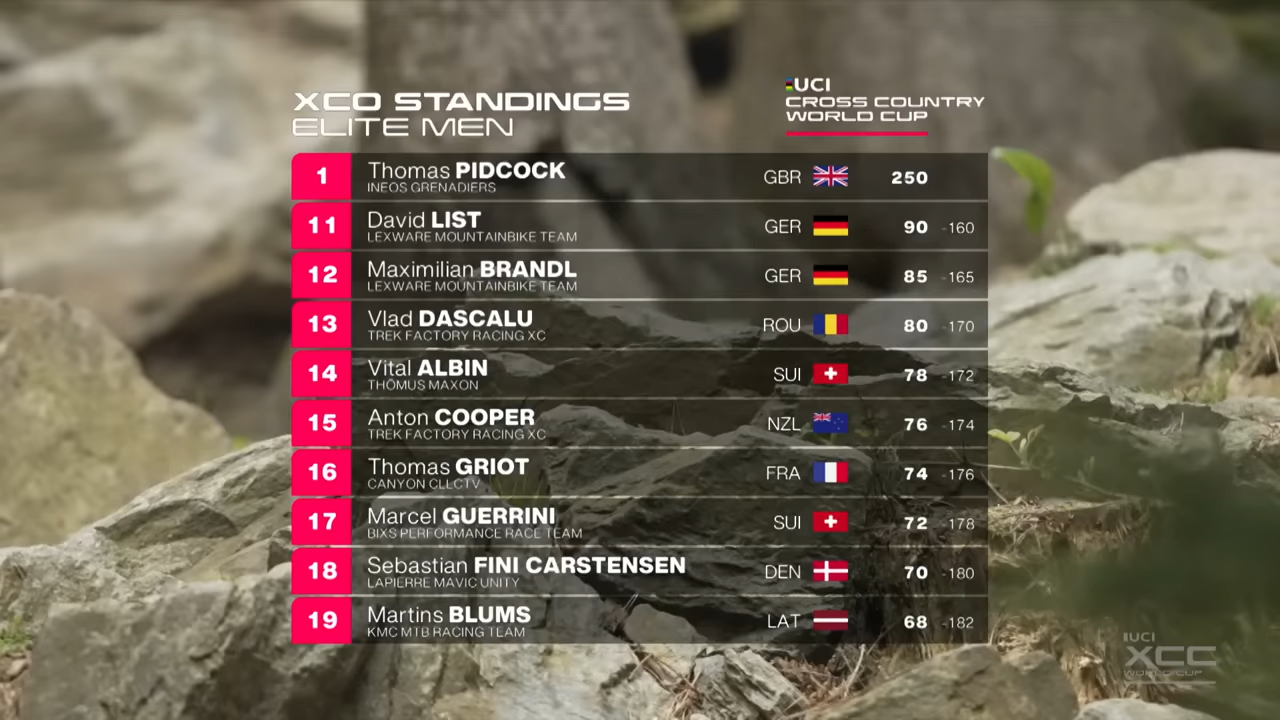 XCO STANDINGS
ELITE MEN
UCI
CROSS COUNTRY
WORLD CUP
1 Thomas PIDCOCK GBR 250
INEOS GRENADIERS
11 David LIST GER 90 -160
LEXWARE MOUNTAINBIKE TEAM
12 Maximilian BRANDL GER 85 -165
LEXWARE MOUNTAINBIKE TEAM
13 Vlad DASCALU ROU 80 -170
TREK FACTORY RACING XC
14 Vital ALBIN SUI 78 -172
THÖMUS MAXON
15 Anton COOPER NZL 76 -174
TREK FACTORY RACING XC
16 Thomas GRIOT FRA 74 -176
CANYON CLLCTV
17 Marcel GUERRINI SUI 72 -178
BIXS PERFORMANCE RACE TEAM
18 Sebastian FINI CARSTENSEN DEN 70 -180
LAPIERRE MAVIC UNITY
19 Martins BLUMS LAT 68 -182
KMC MTB RACING TEAM
UCI
XCC
WORLD CUP